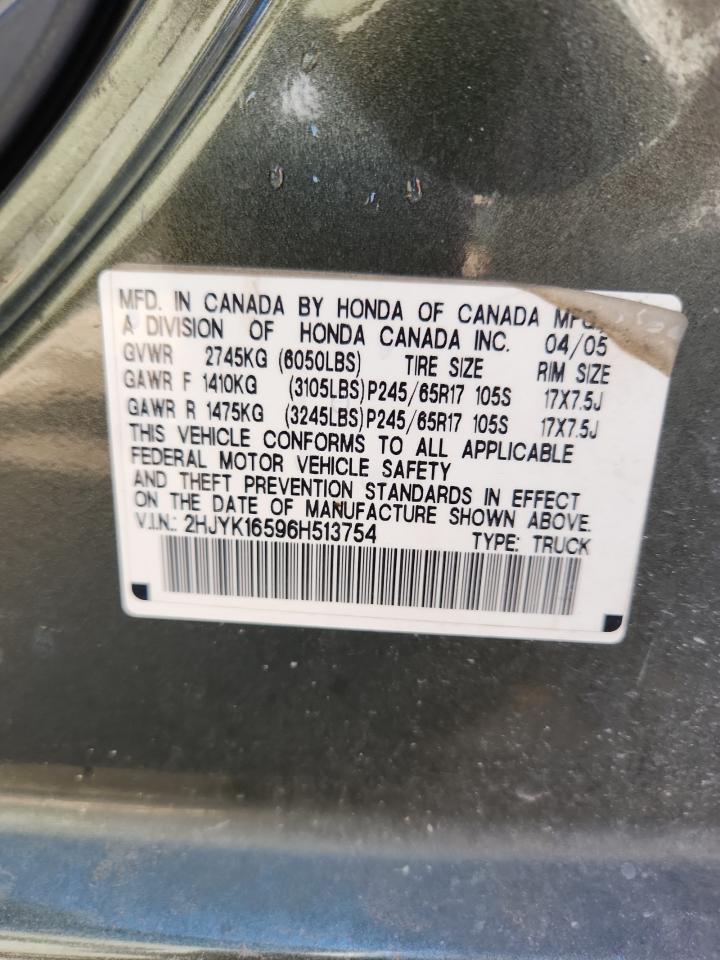 MFD. IN CANADA BY HONDA OF CANADA MFG.
A DIVISION OF HONDA CANADA INC. 04/05
GVWR 2745KG (6050LBS) TIRE SIZE RIM SIZE
GAWR F 1410KG (3105LBS) P245/65R17 105S 17X7.5J
GAWR R 1475KG (3245LBS) P245/65R17 105S 17X7.5J
THIS VEHICLE CONFORMS TO ALL APPLICABLE
FEDERAL MOTOR VEHICLE SAFETY
AND THEFT PREVENTION STANDARDS IN EFFECT
ON THE DATE OF MANUFACTURE SHOWN ABOVE.
V.I.N.: 2HJYK16596H513754 TYPE: TRUCK